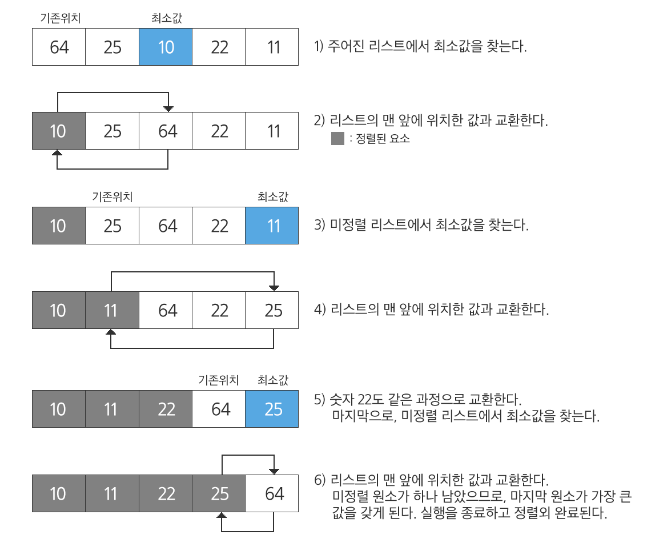 기존위치 최소값
64 25 10 22 11
1) 주어진 리스트에서 최소값을 찾는다.
10 25 64 22 11
2) 리스트의 맨 앞에 위치한 값과 교환한다.
: 정렬된 요소
기존위치 최소값
10 25 64 22 11
3) 미정렬 리스트에서 최소값을 찾는다.
10 11 64 22 25
4) 리스트의 맨 앞에 위치한 값과 교환한다.
기존위치 최소값
10 11 22 64 25
5) 숫자 22도 같은 과정으로 교환한다.
마지막으로, 미정렬 리스트에서 최소값을 찾는다.
10 11 22 25 64
6) 리스트의 맨 앞에 위치한 값과 교환한다.
미정렬 원소가 하나 남았으므로, 마지막 원소가 가장 큰
값을 갖게 된다. 실행을 종료하고 정렬외 완료된다.